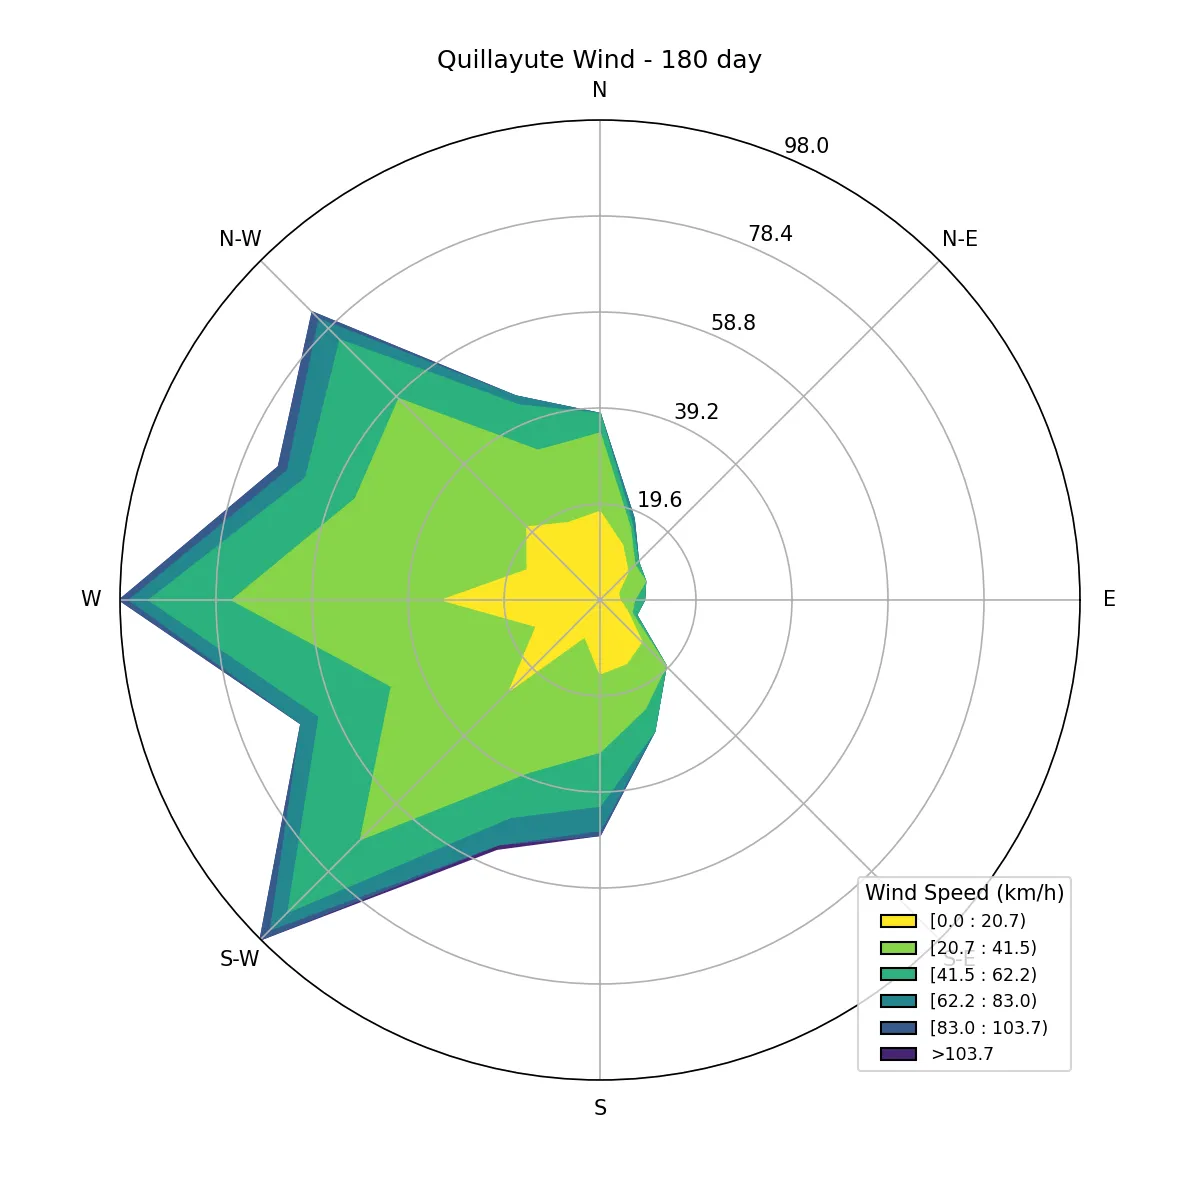 Quillayute Wind - 180 day
N
98.0
78.4
N-W
N-E
58.8
39.2
19.6
W
E
Wind Speed (km/h)
[0.0 : 20.7)
[20.7 : 41.5)
S-W
S-E
[41.5 : 62.2)
[62.2 : 83.0)
[83.0 : 103.7)
>103.7
S